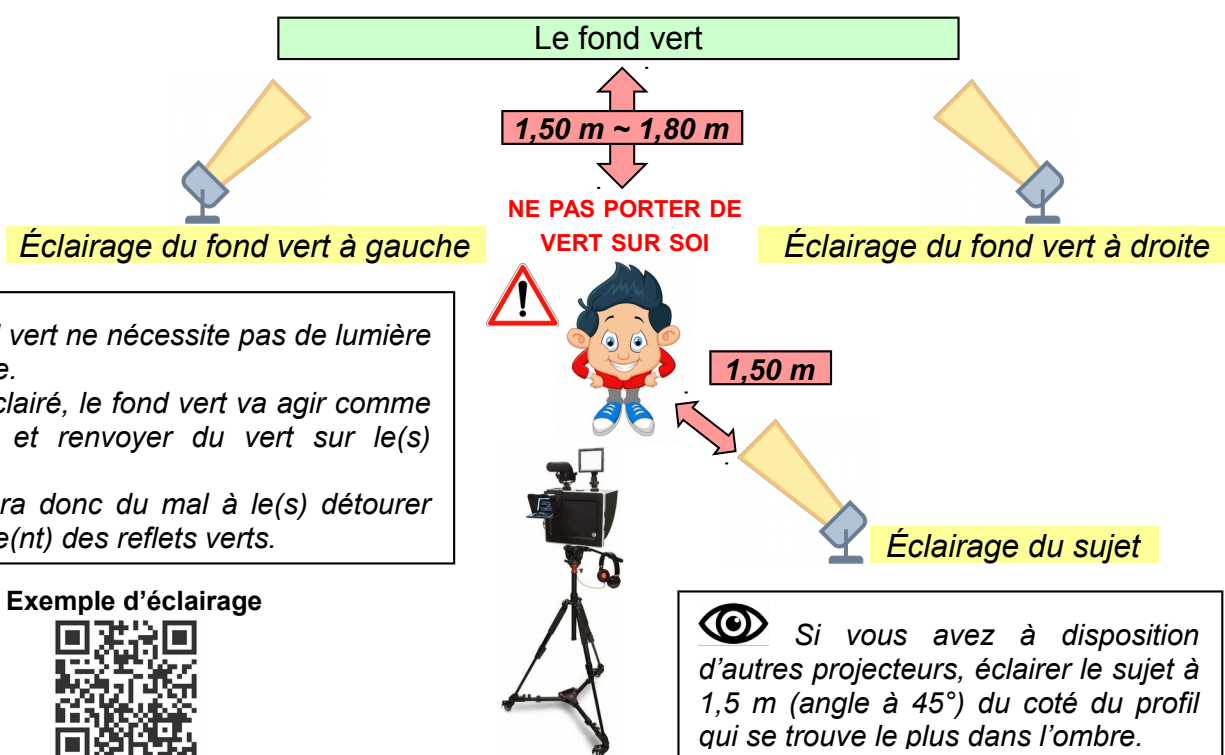 Le fond vert
1,50 m ~ 1,80 m
NE PAS PORTER DE
VERT SUR SOI
Éclairage du fond vert à gauche
Éclairage du fond vert à droite
vert ne nécessite pas de lumière
clairé, le fond vert va agir comme
et renvoyer du vert sur le(s)
donc du mal à le(s) détourer
des reflets verts.
1,50 m
Éclairage du sujet
Exemple d’éclairage
Si vous avez à disposition
d’autres projecteurs, éclairer le sujet à
1,5 m (angle à 45°) du coté du profil
qui se trouve le plus dans l’ombre.